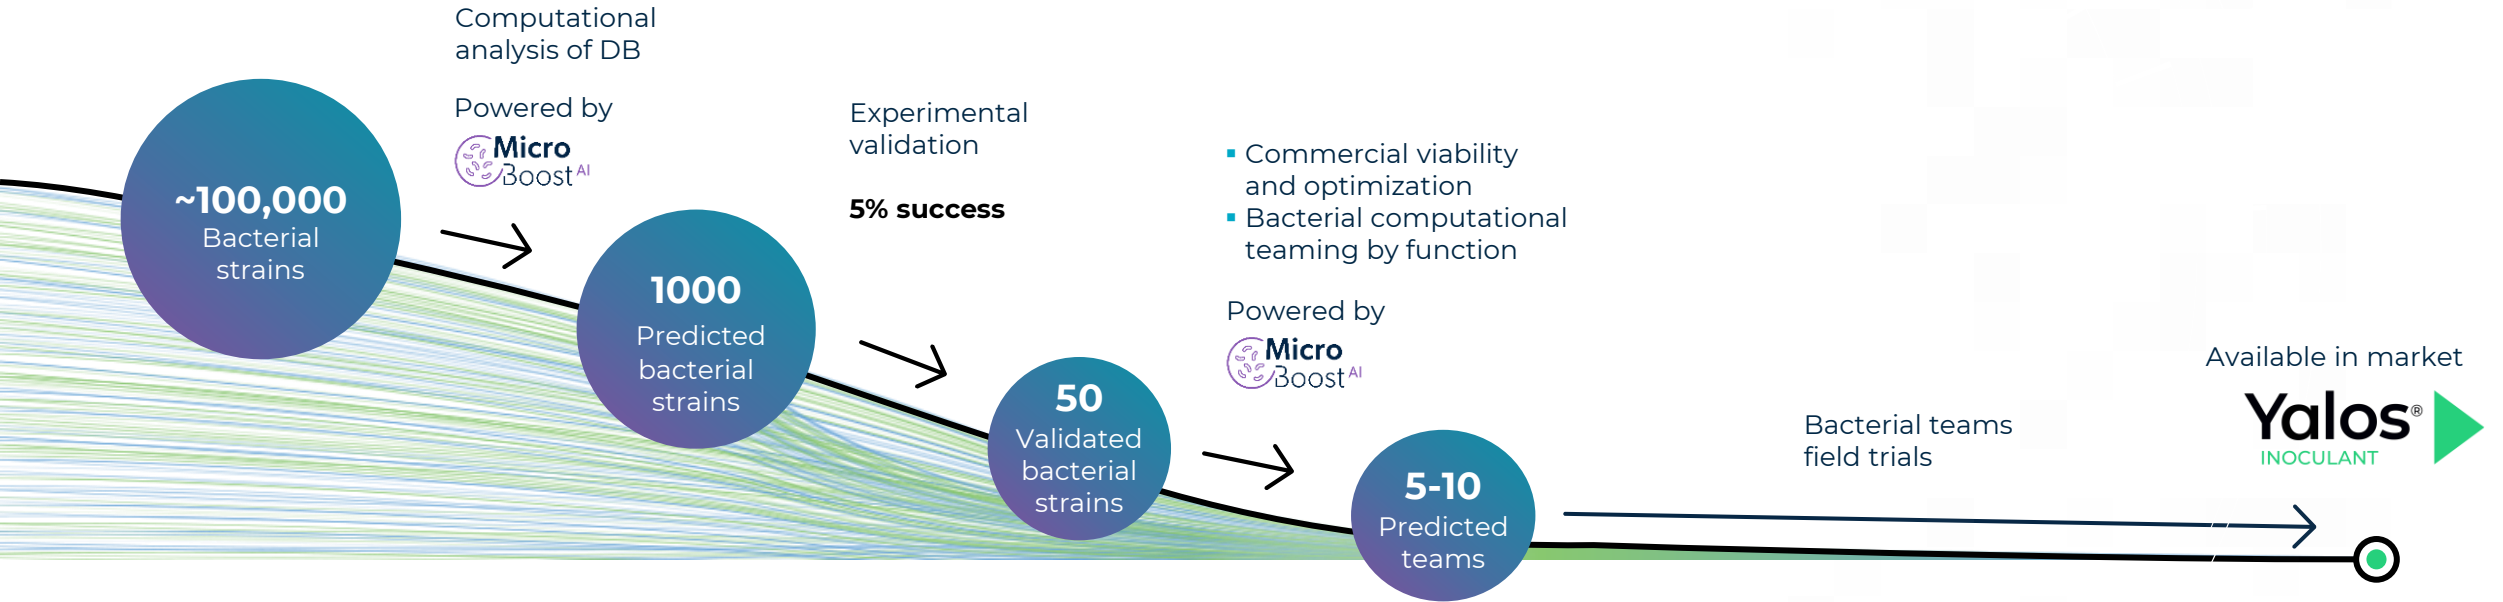 Computational
analysis of DB
Powered by
Micro
Boost AI
~100,000
Bacterial
strains
1000
Predicted
bacterial
strains
Experimental
validation
5% success
50
Validated
bacterial
strains
▪ Commercial viability
and optimization
▪ Bacterial computational
teaming by function
Powered by
Micro
Boost AI
5-10
Predicted
teams
Bacterial teams
field trials
Available in market
Yalos®
INOCULANT